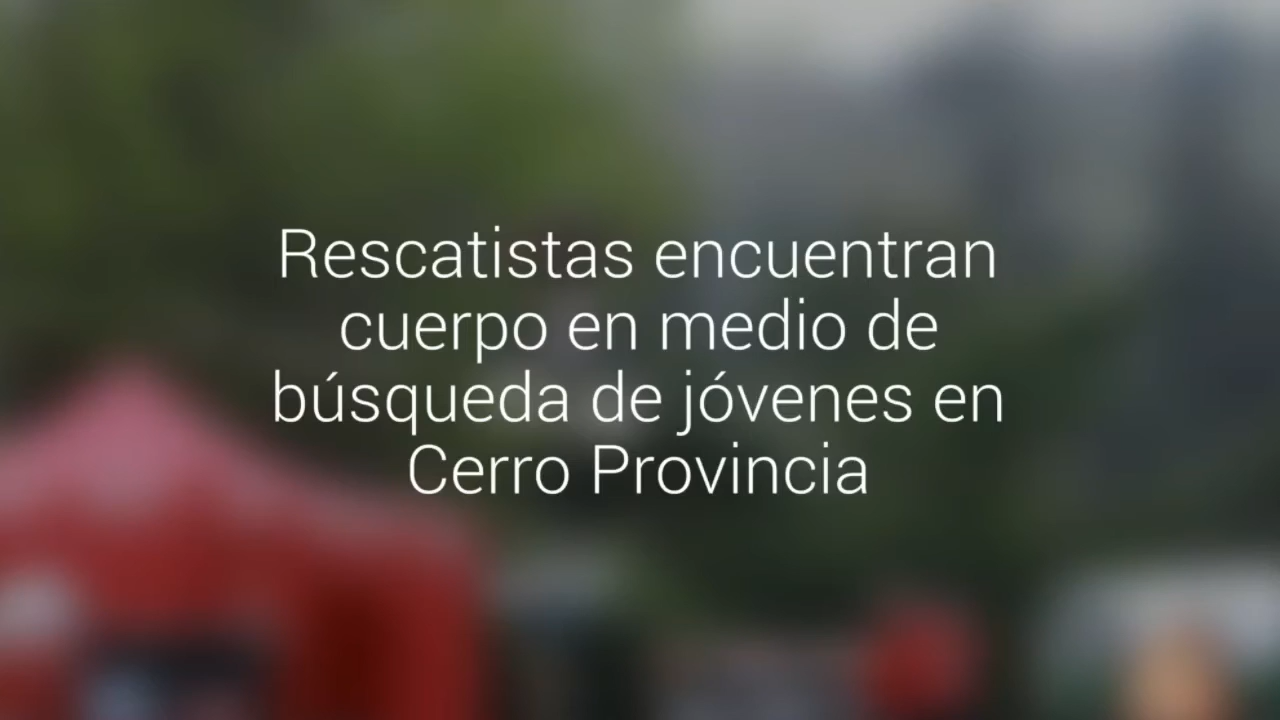 Rescatistas encuentran
cuerpo en medio de
búsqueda de jóvenes en
Cerro Provincia